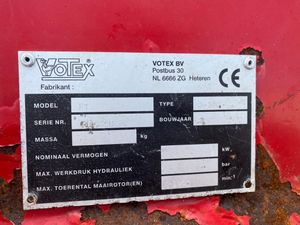 VOTEX
VOTEX BV
Postbus 30
NL 6666 ZG Heteren
CE
Fabrikant :
MODEL
TYPE
SERIE NR.
BOUWJAAR
MASSA
kg
NOMINAAL VERMOGEN
kW.
MAX. WERKDRUK HYDRAULIEK
bar
MAX. TOERENTAL MAAIROTOR(EN)
min.-1